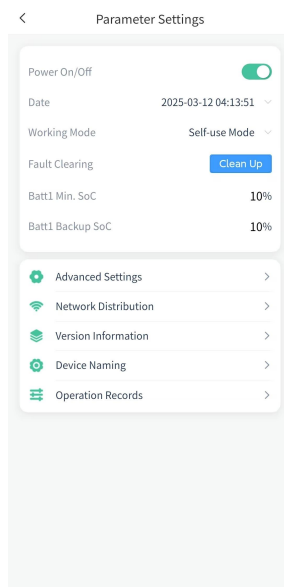 Parameter Settings
Power On/Off
Date 2025-03-12 04:13:51
Working Mode Self-use Mode
Fault Clearing Clean Up
Batt1 Min. SoC 10%
Batt1 Backup SoC 10%
Advanced Settings
Network Distribution
Version Information
Device Naming
Operation Records